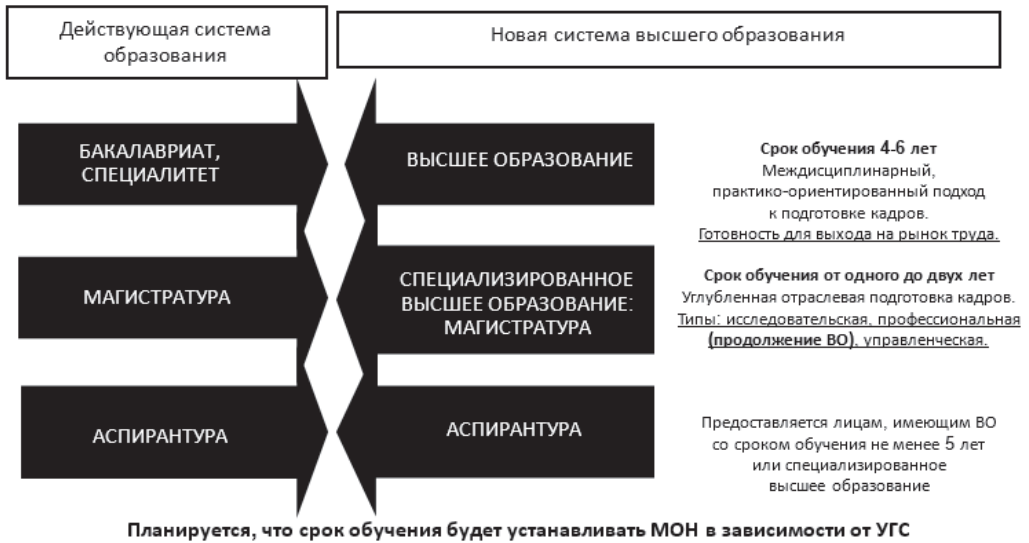 Действующая система
образования
Новая система высшего образования
БАКАЛАВРИАТ,
СПЕЦИАЛИТЕТ
ВЫСШЕЕ ОБРАЗОВАНИЕ
Срок обучения 4-6 лет
Междисциплинарный,
практико-ориентированный подход
к подготовке кадров.
Готовность для выхода на рынок труда.
МАГИСТРАТУРА
СПЕЦИАЛИЗИРОВАННОЕ
ВЫСШЕЕ ОБРАЗОВАНИЕ:
МАГИСТРАТУРА
Срок обучения от одного до двух лет
Углубленная отраслевая подготовка кадров.
Типы: исследовательская, профессиональная
(продолжение ВО), управленческая.
АСПИРАНТУРА
АСПИРАНТУРА
Предоставляется лицам, имеющим ВО
со сроком обучения не менее 5 лет
или специализированное
высшее образование
Планируется, что срок обучения будет устанавливать МОН в зависимости от УГС